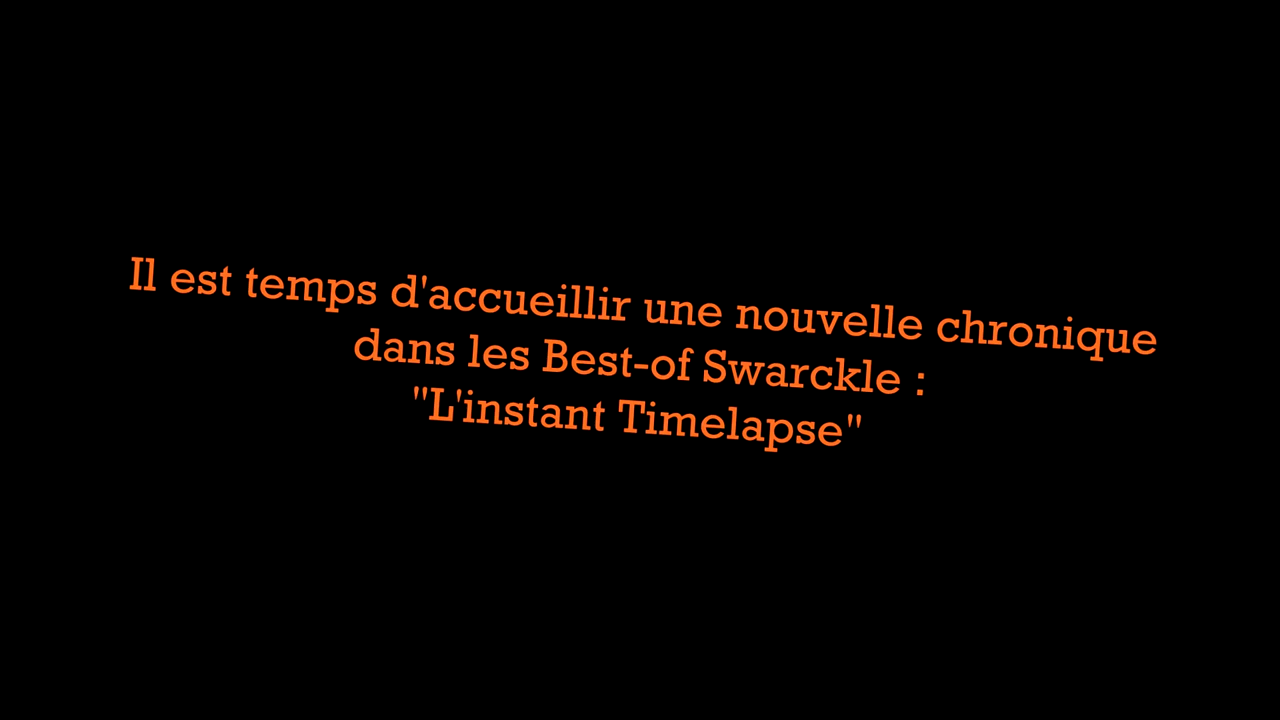 Il est temps d'accueillir une nouvelle chronique
dans les Best-of Swarckle :
"L'instant Timelapse"